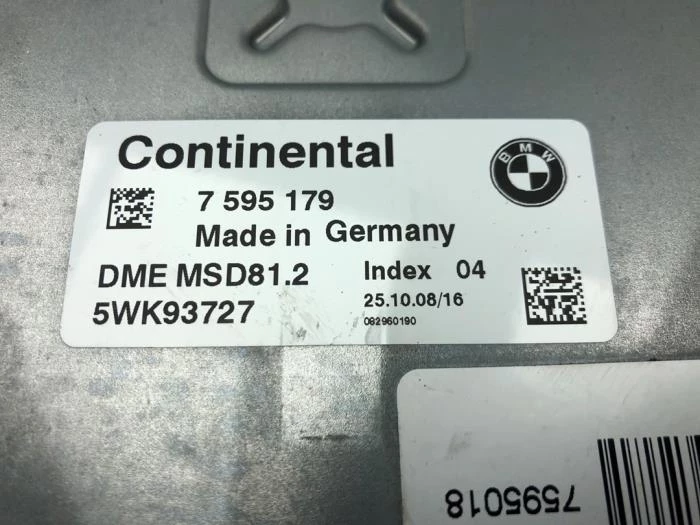 Continental
BMW
7 595 179
Made in Germany
DME MSD81.2 Index 04
5WK93727 25.10.08/16
082960190
7595018